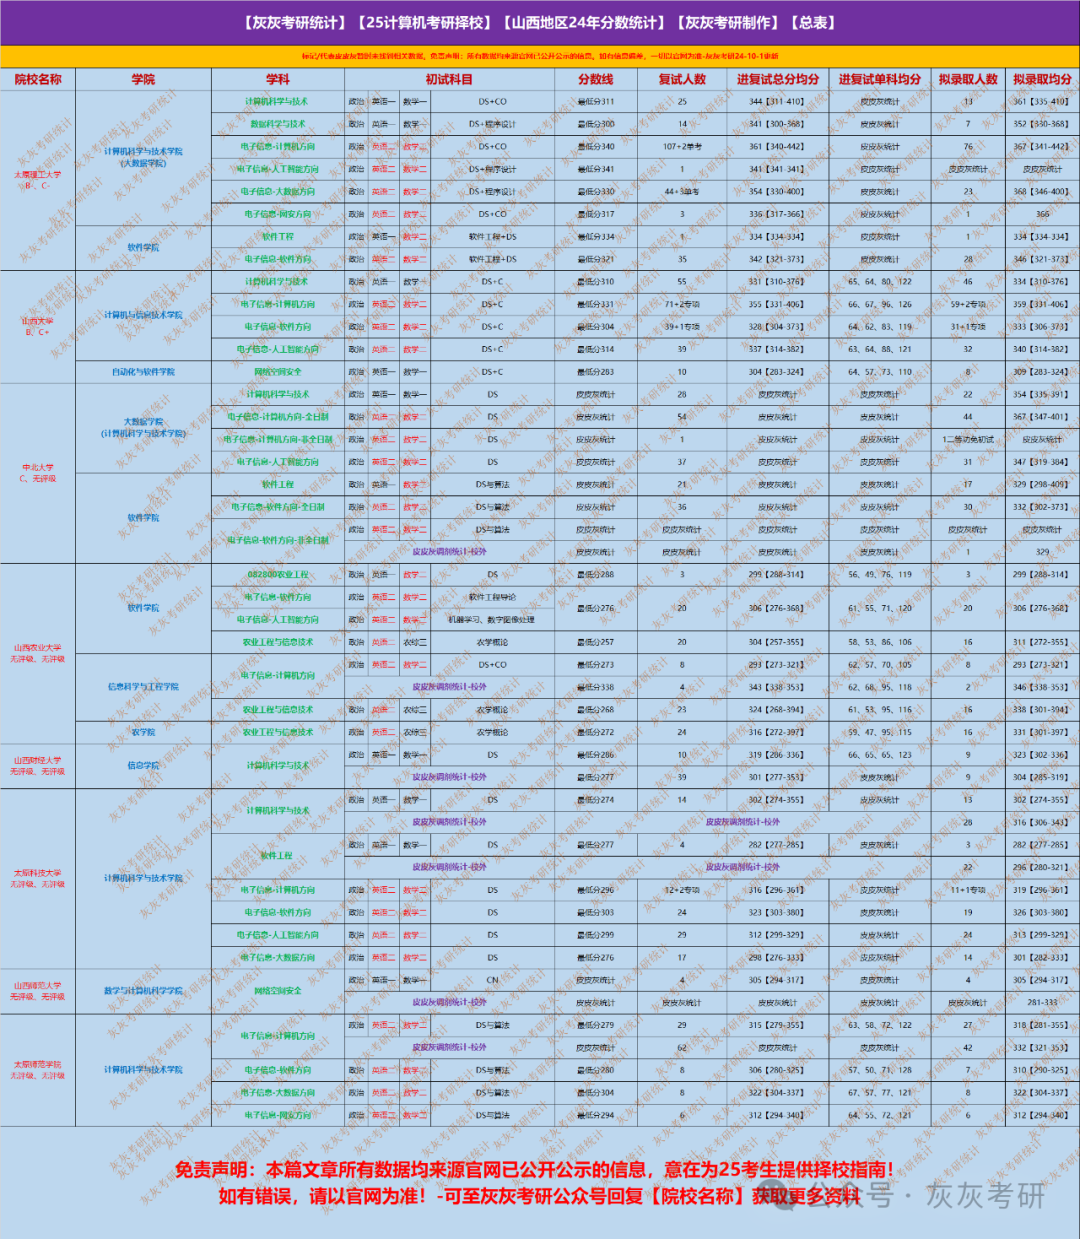 【灰灰考研统计】【25计算机考研择校】【山西地区24年分数统计】【灰灰考研制作】【总表】
标记/代表皮皮灰暂时未找到相关数据，免责声明：所有数据均来源官网已公开公示的信息，如有信息偏差，一切以官网为准-灰灰考研24-10-1更新
院校名称 学院 学科 初试科目 分数线 复试人数 进复试总分均分 进复试单科均分 拟录取人数 拟录取均分
太原理工大学
B-、C-
计算机科学与技术学院
(大数据学院)
计算机科学与技术 政治 英语一 数学一 DS+CO 最低分311 25 344【311-410】 皮皮灰统计 13 361【335-410】
数据科学与技术 政治 英语一 数学一 DS+程序设计 最低分300 14 341【300-368】 皮皮灰统计 7 352【330-368】
电子信息-计算机方向 政治 英语二 数学二 DS+CO 最低分340 107+2单考 361【340-442】 皮皮灰统计 76 367【341-442】
电子信息-人工智能方向 政治 英语二 数学二 DS+程序设计 最低分341 1 341【341-341】 皮皮灰统计 皮皮灰统计 皮皮灰统计
电子信息-大数据方向 政治 英语二 数学二 DS+程序设计 最低分330 44+3单考 354【330-400】 皮皮灰统计 23 368【346-400】
电子信息-网安方向 政治 英语二 数学二 DS+CO 最低分317 3 336【317-366】 皮皮灰统计 1 366
软件学院
软件工程 政治 英语一 数学二 软件工程+DS 最低分334 1 334【334-334】 皮皮灰统计 1 334【334-334】
电子信息-软件方向 政治 英语二 数学二 软件工程+DS 最低分321 35 342【321-373】 皮皮灰统计 28 346【321-373】
山西大学
B、C+
计算机与信息技术学院
计算机科学与技术 政治 英语一 数学一 DS+C 最低分310 55 331【310-376】 65、64、80、122 46 334【310-376】
电子信息-计算机方向 政治 英语二 数学二 DS+C 最低分331 71+2专项 355【331-406】 66、67、96、126 59+2专项 359【331-406】
电子信息-软件方向 政治 英语二 数学二 DS+C 最低分304 39+1专项 328【304-373】 64、62、83、119 31+1专项 333【306-373】
电子信息-人工智能方向 政治 英语二 数学二 DS+C 最低分314 39 337【314-382】 63、64、88、121 32 340【314-382】
自动化与软件学院 网络空间安全 政治 英语一 数学一 DS+C 最低分283 10 304【283-324】 64、57、73、110 8 309【283-324】
中北大学
C、无评级
大数据学院
(计算机科学与技术学院)
计算机科学与技术 政治 英语一 数学一 DS 皮皮灰统计 28 皮皮灰统计 皮皮灰统计 22 354【335-391】
电子信息-计算机方向-全日制 政治 英语二 数学二 DS 皮皮灰统计 54 皮皮灰统计 皮皮灰统计 44 367【347-401】
电子信息-计算机方向-非全日制 政治 英语二 数学二 DS 皮皮灰统计 1 皮皮灰统计 皮皮灰统计 1二等功免初试 皮皮灰统计
电子信息-人工智能方向 政治 英语二 数学二 DS 皮皮灰统计 37 皮皮灰统计 皮皮灰统计 31 347【319-384】
软件学院
软件工程 政治 英语一 数学二 DS与算法 皮皮灰统计 21 皮皮灰统计 皮皮灰统计 17 329【298-409】
电子信息-软件方向-全日制 政治 英语二 数学二 DS与算法 皮皮灰统计 36 皮皮灰统计 皮皮灰统计 30 332【302-373】
电子信息-软件方向-非全日制 政治 英语二 数学二 DS与算法 皮皮灰统计 皮皮灰统计 皮皮灰统计 皮皮灰统计 皮皮灰统计 皮皮灰统计
皮皮灰调剂统计-校外 皮皮灰统计 皮皮灰统计 皮皮灰统计 皮皮灰统计 1 329
山西农业大学
无评级、无评级
软件学院
082800农业工程 政治 英语一 数学二 DS 最低分288 3 299【288-314】 56、49、76、119 3 299【288-314】
电子信息-软件方向 政治 英语二 数学二 软件工程导论 最低分276 20 306【276-368】 61、55、71、120 20 306【276-368】
电子信息-人工智能方向 政治 英语二 数学二 机器学习、数字图像处理
农业工程与信息技术 政治 英语二 农综三 农学概论 最低分257 20 304【257-355】 58、53、86、106 16 311【272-355】
信息科学与工程学院
电子信息-计算机方向 政治 英语二 数学二 DS+CO 最低分273 8 293【273-321】 62、57、70、105 8 293【273-321】
皮皮灰调剂统计-校外 最低分338 4 343【338-353】 62、68、95、118 2 346【338-353】
农业工程与信息技术 政治 英语二 农综三 农学概论 最低分268 23 324【268-394】 61、53、95、116 16 338【301-394】
农学院 农业工程与信息技术 政治 英语二 农综三 农学概论 最低分272 24 316【272-397】 59、47、95、115 16 331【301-397】
山西财经大学
无评级、无评级
信息学院
计算机科学与技术 政治 英语一 数学一 DS 最低分286 10 319【286-336】 66、65、65、123 9 323【302-336】
皮皮灰调剂统计-校外 最低分277 39 301【277-353】 皮皮灰统计 9 304【285-319】
太原科技大学
无评级、无评级
计算机科学与技术学院
计算机科学与技术 政治 英语一 数学一 DS 最低分274 14 302【274-355】 皮皮灰统计 13 302【274-355】
皮皮灰调剂统计-校外 皮皮灰调剂统计-校外 28 316【306-343】
软件工程 政治 英语一 数学一 DS 最低分277 4 282【277-285】 皮皮灰统计 3 282【277-285】
皮皮灰调剂统计-校外 皮皮灰调剂统计-校外 22 296【280-321】
电子信息-计算机方向 政治 英语二 数学二 DS 最低分296 12+2专项 316【296-361】 皮皮灰统计 11+1专项 319【296-361】
电子信息-软件方向 政治 英语二 数学二 DS 最低分303 24 323【303-380】 皮皮灰统计 19 326【303-380】
电子信息-人工智能方向 政治 英语二 数学二 DS 最低分299 29 312【299-329】 皮皮灰统计 24 313【299-329】
电子信息-大数据方向 政治 英语二 数学二 DS 最低分276 17 298【276-333】 皮皮灰统计 14 301【282-333】
山西师范大学
无评级、无评级
数学与计算机科学学院
网络空间安全 政治 英语一 数学一 CN 皮皮灰统计 4 305【294-317】 皮皮灰统计 4 305【294-317】
皮皮灰调剂统计-校外 皮皮灰统计 皮皮灰统计 皮皮灰统计 皮皮灰统计 皮皮灰统计 281-333
太原师范学院
无评级、无评级
计算机科学与技术学院
电子信息-计算机方向 政治 英语二 数学二 DS与算法 最低分279 29 315【279-355】 63、58、72、122 27 318【281-355】
皮皮灰调剂统计-校外 皮皮灰统计 62 皮皮灰统计 皮皮灰统计 42 332【321-353】
电子信息-软件方向 政治 英语二 数学二 DS与算法 最低分280 8 306【280-325】 57、50、71、128 7 310【290-325】
电子信息-大数据方向 政治 英语二 数学二 DS与算法 最低分304 8 322【304-337】 67、57、77、121 8 322【304-337】
电子信息-网安方向 政治 英语二 数学二 DS与算法 最低分294 6 312【294-340】 64、55、72、121 6 312【294-340】
免责声明：本篇文章所有数据均来源官网已公开公示的信息，意在为25考生提供择校指南！
如有错误，请以官网为准！-可至灰灰考研公众号回复【院校名称】获取更多资料
公众号 · 灰灰考研